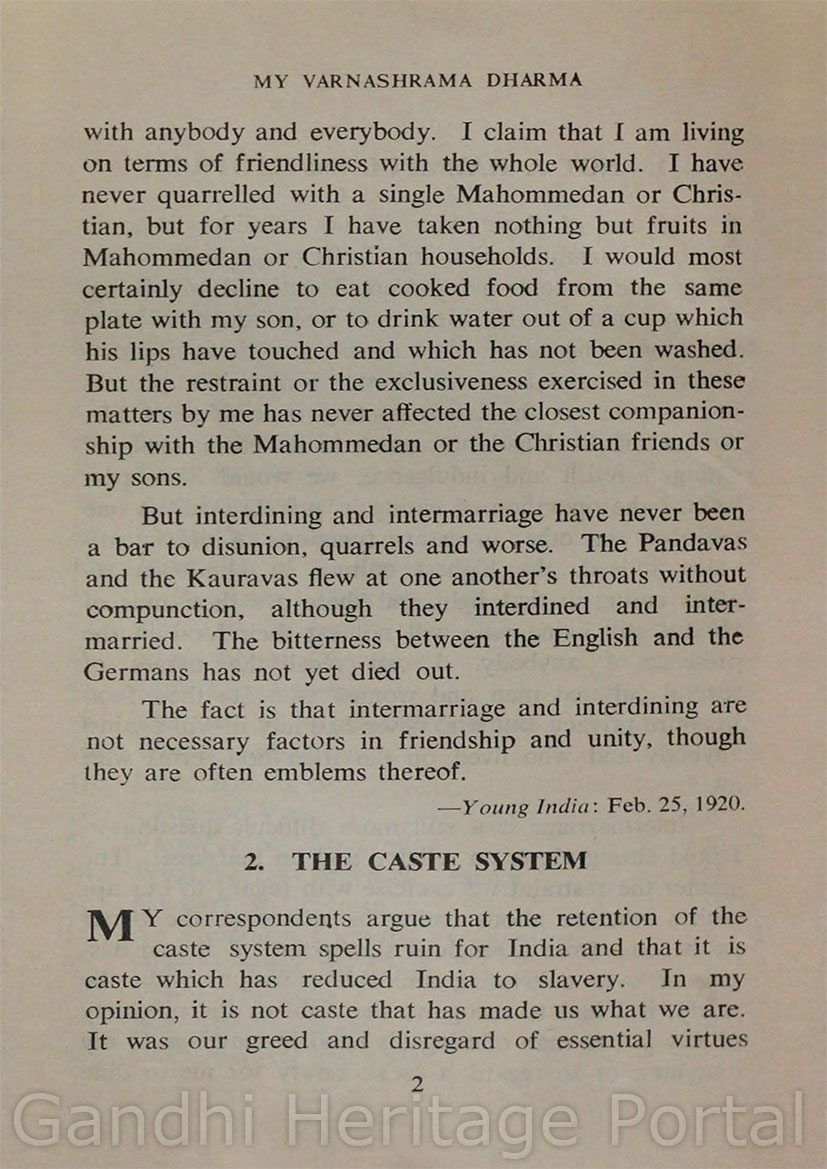 MY VARNASHRAMA DHARMA
with anybody and everybody. I claim that I am living
on terms of friendliness with the whole world. I have
never quarrelled with a single Mahommedan or Chris-
tian, but for years I have taken nothing but fruits in
Mahommedan or Christian households. I would most
certainly decline to eat cooked food from the same
plate with my son, or to drink water out of a cup which
his lips have touched and which has not been washed.
But the restraint or the exclusiveness exercised in these
matters by me has never affected the closest companion-
ship with the Mahommedan or the Christian friends or
my sons.
But interdining and intermarriage have never been
a bar to disunion, quarrels and worse. The Pandavas
and the Kauravas flew at one another's throats without
compunction, although they interdined and inter-
married. The bitterness between the English and the
Germans has not yet died out.
The fact is that intermarriage and interdining are
not necessary factors in friendship and unity, though
they are often emblems thereof.
—Young India: Feb. 25, 1920.
2. THE CASTE SYSTEM
MY correspondents argue that the retention of the
caste system spells ruin for India and that it is
caste which has reduced India to slavery. In my
opinion, it is not caste that has made us what we are.
It was our greed and disregard of essential virtues
2
Gandhi Heritage Portal